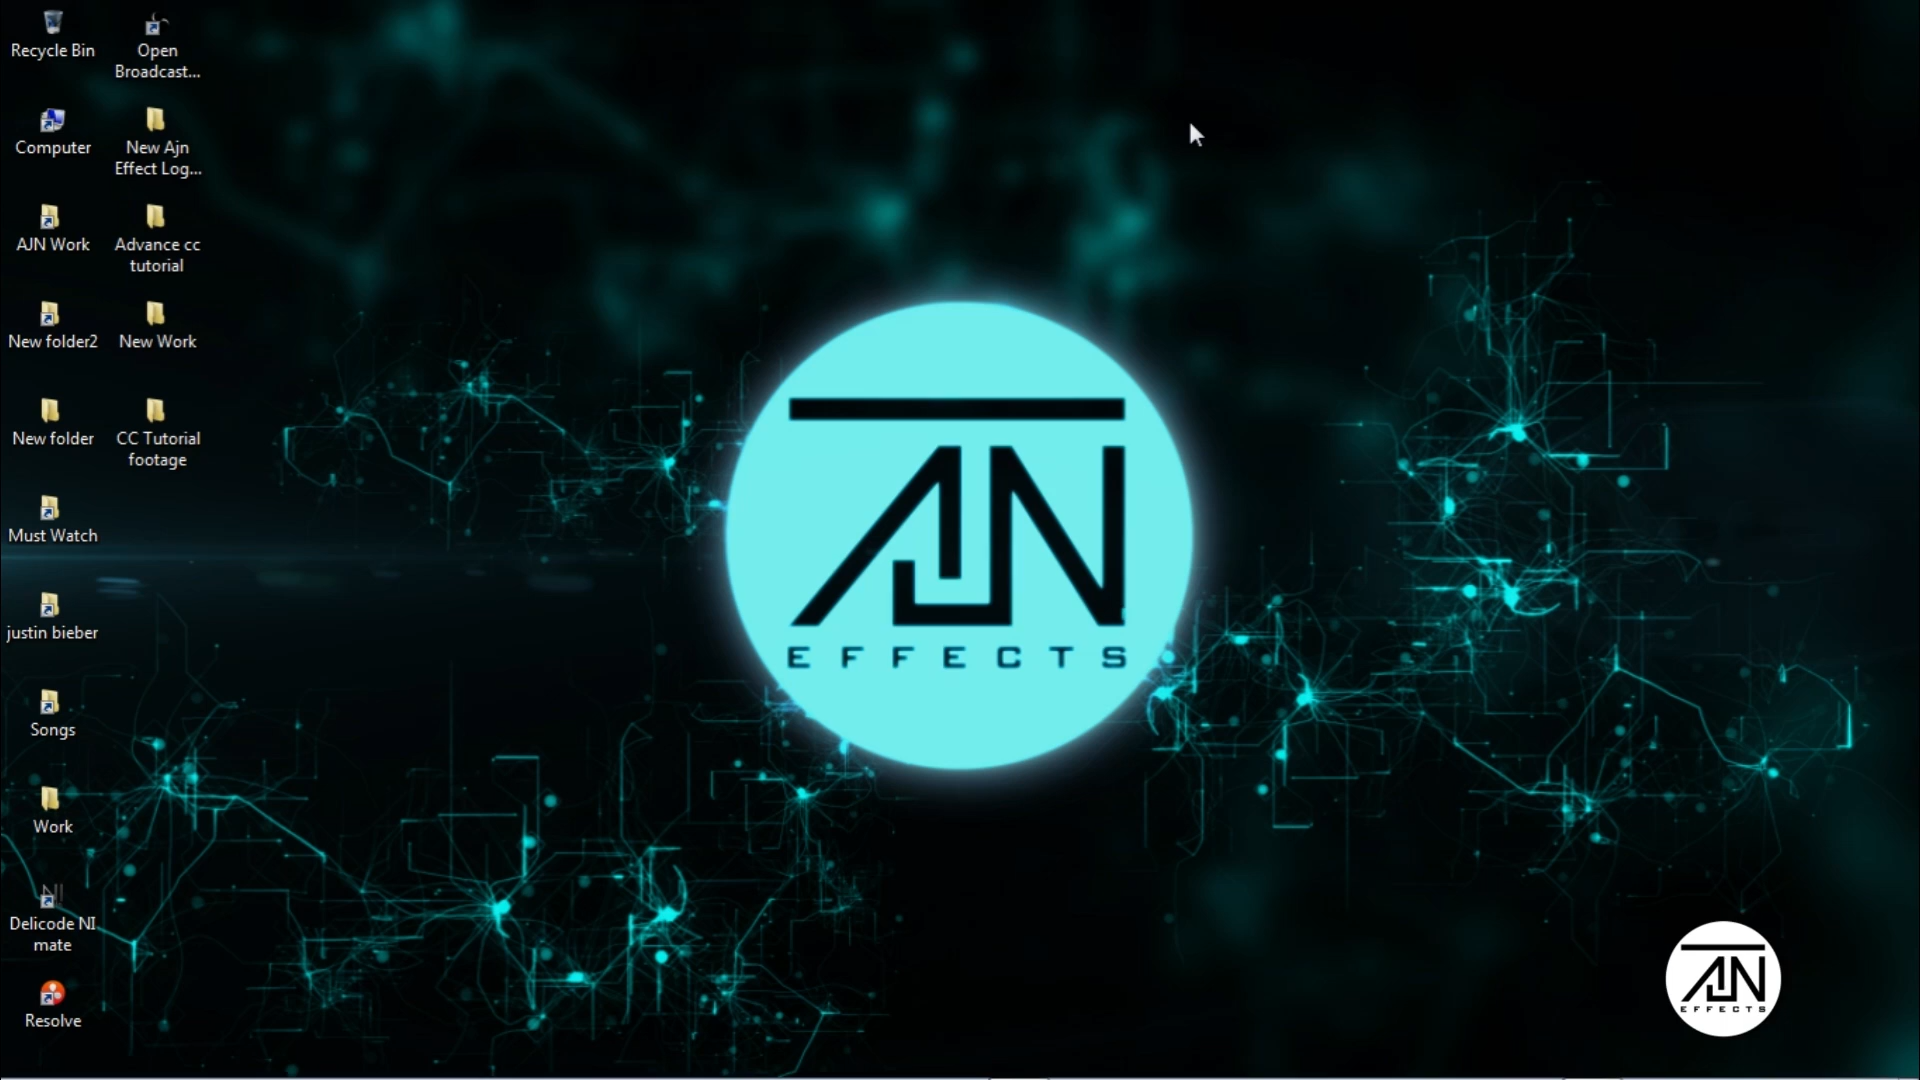 Recycle Bin
Open
Broadcast...
Computer
New Ajn
Effect Log...
AJN Work
Advance cc
tutorial
New folder2
New Work
New folder
CC Tutorial
footage
Must Watch
justin bieber
Songs
Work
Delicode NI
mate
Resolve
AJN
EFFECTS
AJN
EFFECTS